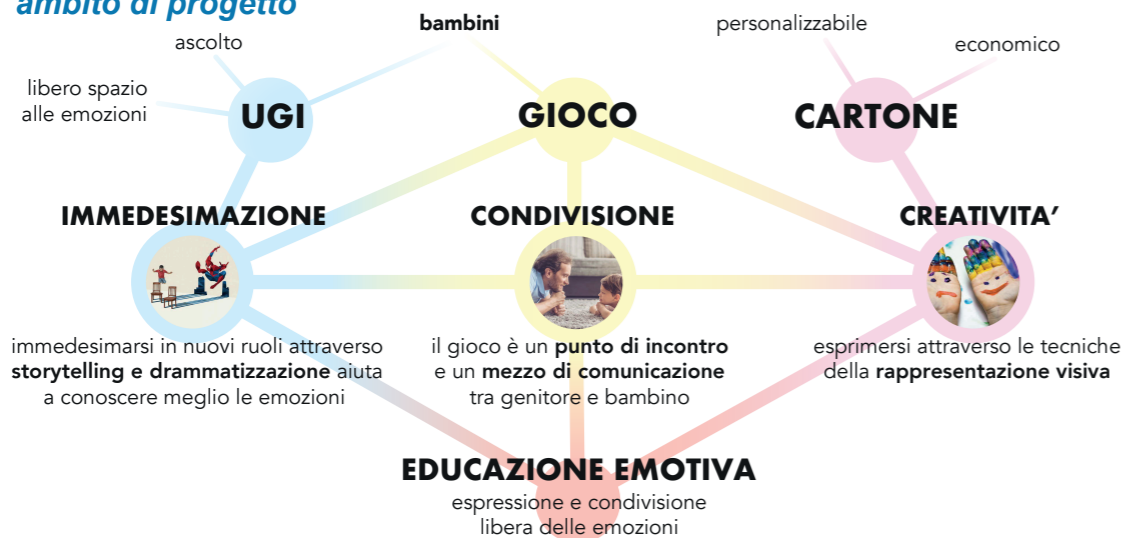 ambito di progetto
bambini
personalizzabile
ascolto
economico
libero spazio
alle emozioni
UGI
GIOCO
CARTONE
IMMEDESIMAZIONE
CONDIVISIONE
CREATIVITA’
immedesimarsi in nuovi ruoli attraverso
storytelling e drammatizzazione aiuta
a conoscere meglio le emozioni
il gioco è un punto di incontro
e un mezzo di comunicazione
tra genitore e bambino
esprimersi attraverso le tecniche
della rappresentazione visiva
EDUCAZIONE EMOTIVA
espressione e condivisione
libera delle emozioni